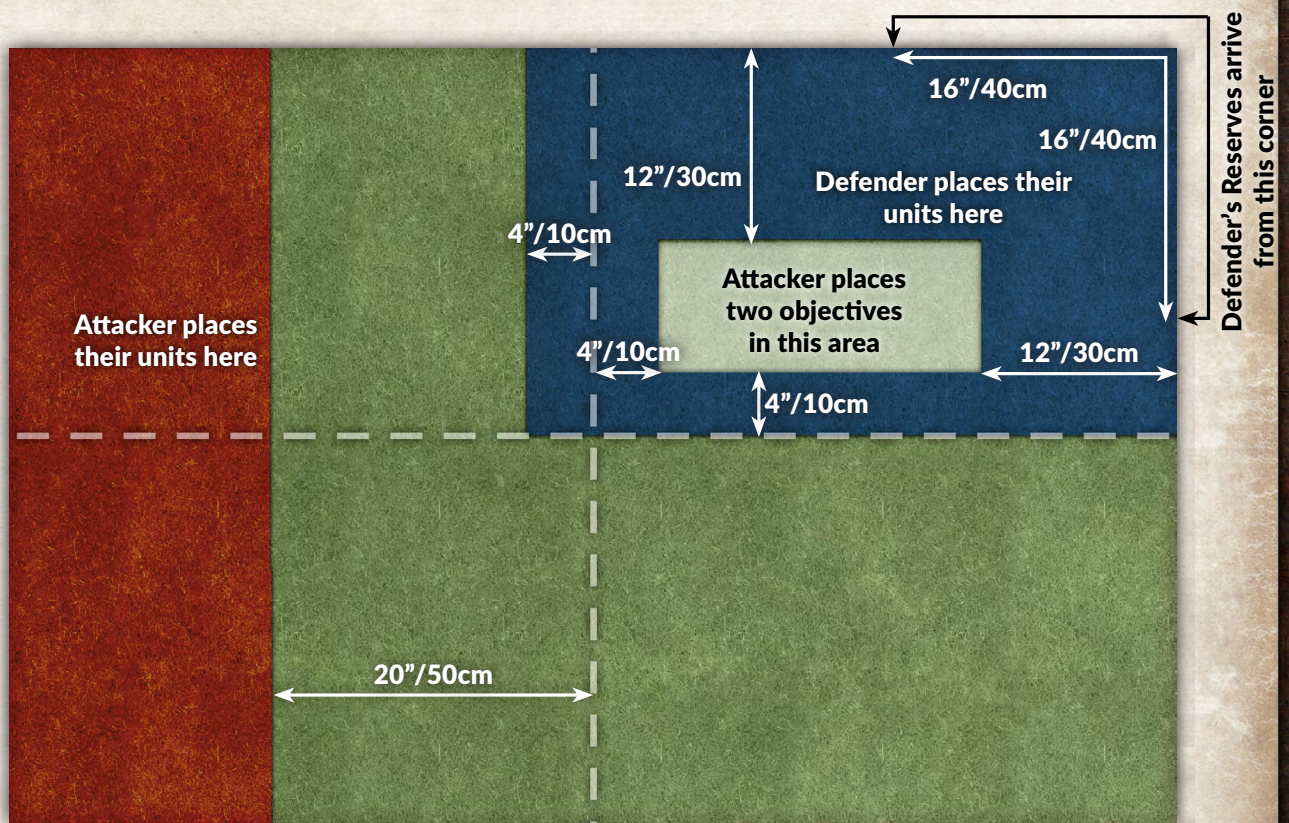 16”/40cm
16”/40cm
Defender’s Reserves arrive
from this corner
12”/30cm
Defender places their
units here
4”/10cm
Attacker places
two objectives
in this area
Attacker places
their units here
4”/10cm
12”/30cm
4”/10cm
20”/50cm